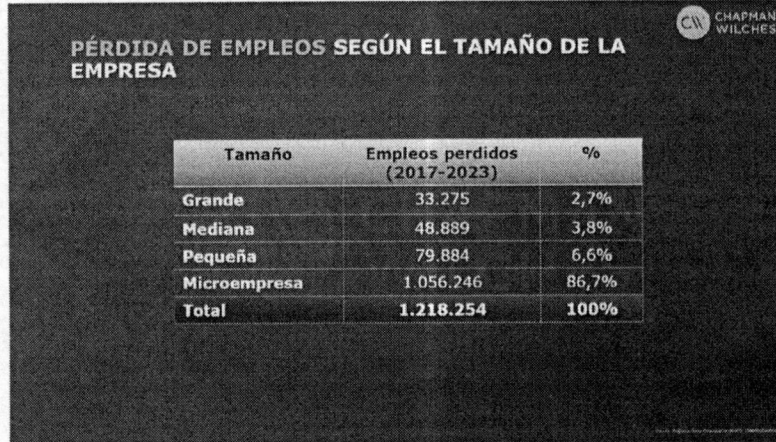 CHAPMAN
WILCHES
PÉRDIDA DE EMPLEOS SEGÚN EL TAMAÑO DE LA
EMPRESA
Tamaño Empleos perdidos %
(2017-2023)
Grande 33.275 2,7%
Mediana 48.889 3,8%
Pequeña 79.884 6,6%
Microempresa 1.056.246 86,7%
Total 1.218.254 100%